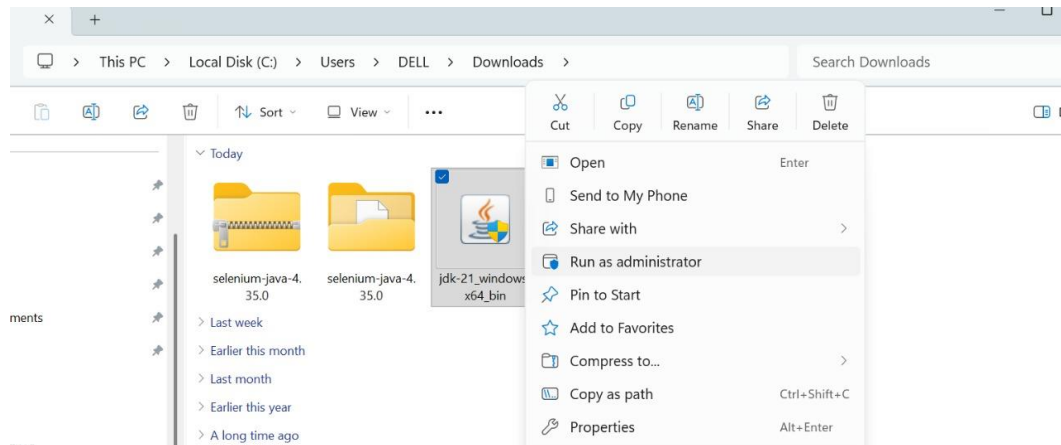 This PC > Local Disk (C:) > Users > DELL > Downloads >
Search Downloads
Sort
View
Cut Copy Rename Share Delete
Today
selenium-java-4.
35.0
selenium-java-4.
35.0
jdk-21_windows
x64_bin
Open Enter
Send to My Phone
Share with
Run as administrator
Pin to Start
Add to Favorites
Compress to...
Copy as path Ctrl+Shift+C
Properties Alt+Enter
ments
Last week
Earlier this month
Last month
Earlier this year
A long time ago